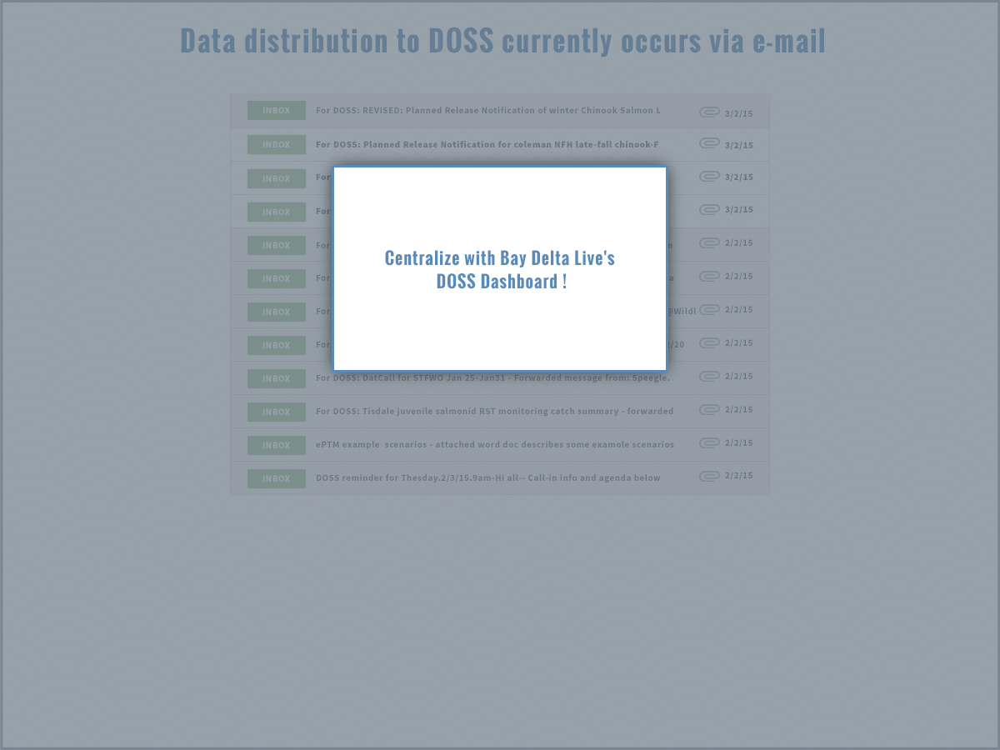 Data distribution to DOSS currently occurs via e-mail
INBOX For DOSS: REVISED: Planned Release Notification of winter Chinook Salmon L 3/2/15
INBOX For DOSS: Planned Release Notification for coleman NFH late-fall chinook-F 3/2/15
INBOX For 3/2/15
INBOX For 3/2/15
INBOX For n 2/2/15
INBOX For a 2/2/15
INBOX For @Wildl 2/2/15
INBOX For /20 2/2/15
Centralize with Bay Delta Live's
DOSS Dashboard !
INBOX For DOSS: DatCall for STFWO Jan 25-Jan31 - Forwarded message from: Speegle. 2/2/15
INBOX For DOSS: Tisdale juvenile salmonid RST monitoring catch summary - forwarded 2/2/15
INBOX ePTM example scenarios - attached word doc describes some examole scenarios 2/2/15
INBOX DOSS reminder for Thesday.2/3/15.9am-Hi all-- Call-in info and agenda below 2/2/15